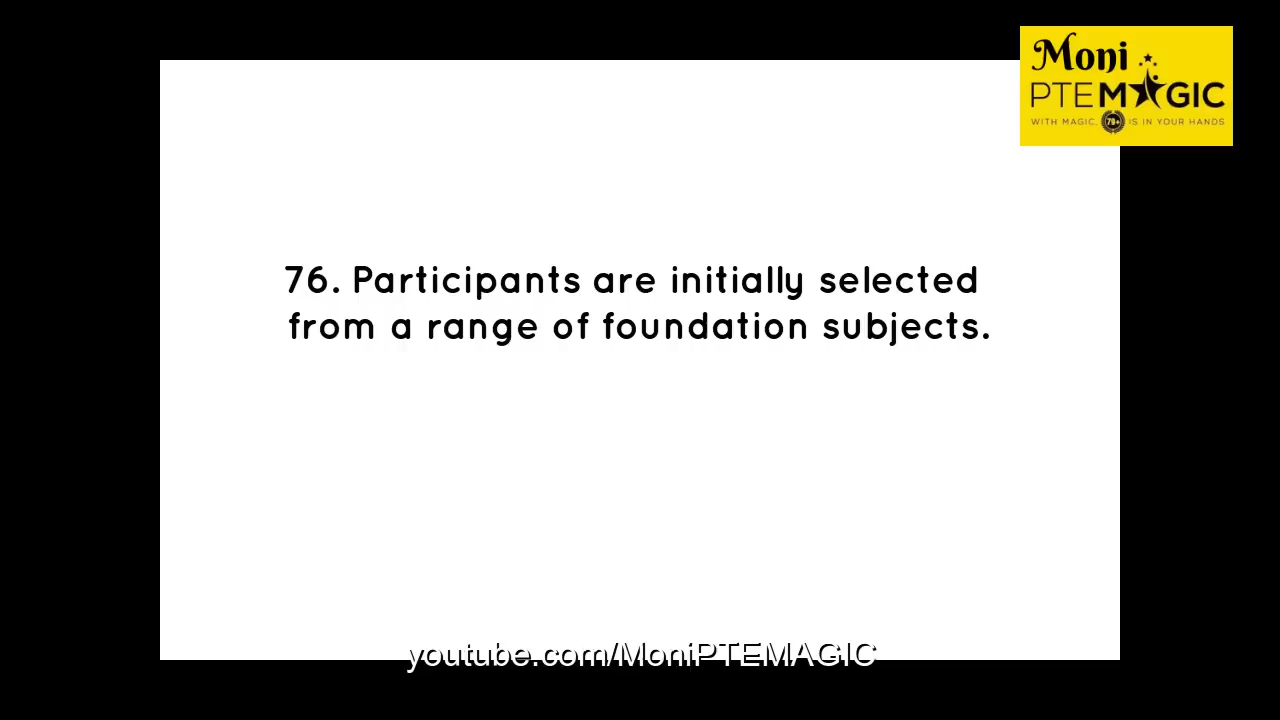 Moni
PTEMAGIC
WITH MAGIC, 79+ IS IN YOUR HANDS
76. Participants are initially selected
from a range of foundation subjects.
youtube.com/MoniPTEMAGIC